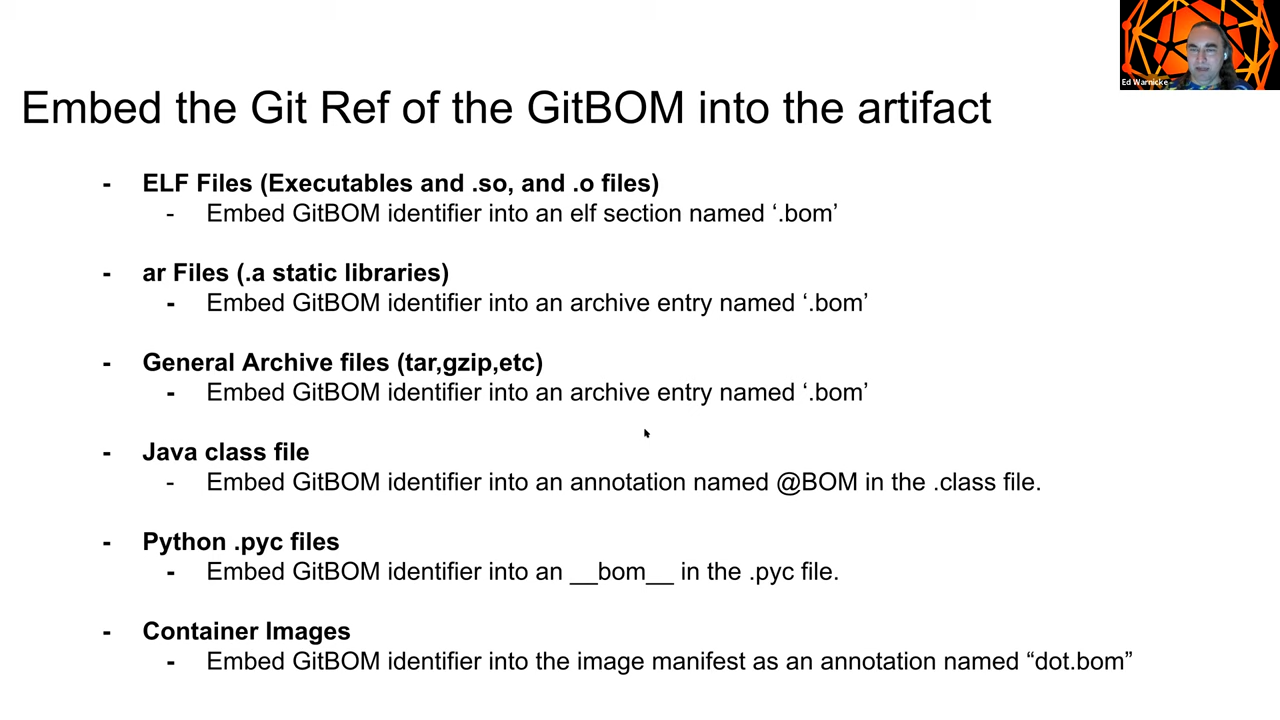 Ed Warnicke
Embed the Git Ref of the GitBOM into the artifact
- ELF Files (Executables and .so, and .o files)
- Embed GitBOM identifier into an elf section named ‘.bom’
- ar Files (.a static libraries)
- Embed GitBOM identifier into an archive entry named ‘.bom’
- General Archive files (tar,gzip,etc)
- Embed GitBOM identifier into an archive entry named ‘.bom’
- Java class file
- Embed GitBOM identifier into an annotation named @BOM in the .class file.
- Python .pyc files
- Embed GitBOM identifier into an __bom__ in the .pyc file.
- Container Images
- Embed GitBOM identifier into the image manifest as an annotation named “dot.bom”